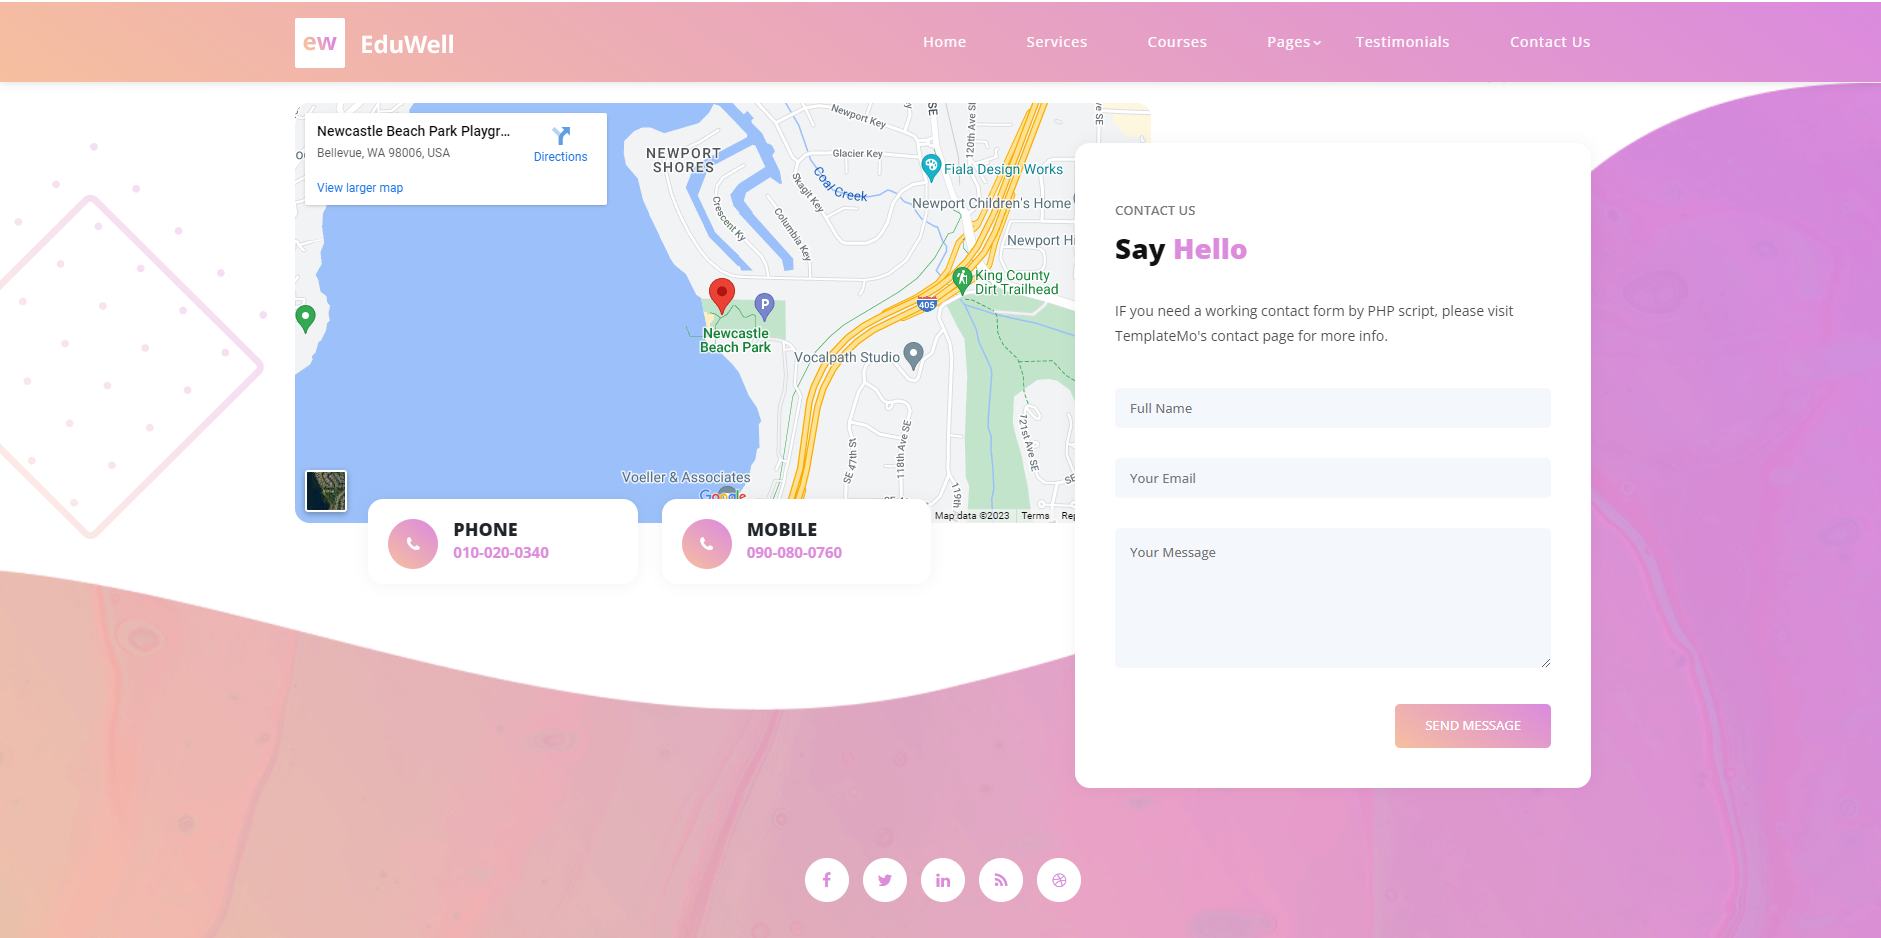 ew EduWell
Home Services Courses Pages Testimonials Contact Us
Newcastle Beach Park Playgr...
Bellevue, WA 98006, USA
Directions
View larger map
NEWPORT
SHORES
Newport Key
Glacier Key
Coal Creek
Skagit Key
Crescent Ky
Columbia Key
SE
120th Ave S
Fiala Design Works
Newport Children's Home
Newport Hi
King County
Dirt Trailhead
405
P
Newcastle
Beach Park
Vocalpath Studio
Voeller & Associates
SE 47th St
118th Ave SE
121st Ave SE
116th
Google
Map data ©2023 Terms Rep
PHONE
010-020-0340
MOBILE
090-080-0760
CONTACT US
Say Hello
IF you need a working contact form by PHP script, please visit
TemplateMo's contact page for more info.
Full Name
Your Email
Your Message
SEND MESSAGE